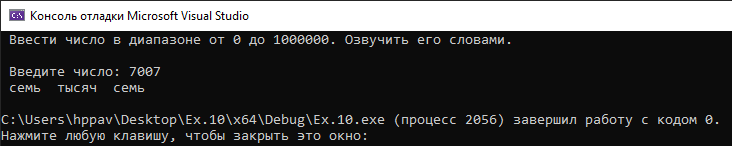 Консоль отладки Microsoft Visual Studio
Ввести число в диапазоне от 0 до 1000000. Озвучить его словами.
Введите число: 7007
семь  тысяч  семь
C:\Users\hppav\Desktop\Ex.10\x64\Debug\Ex.10.exe (процесс 2056) завершил работу с кодом 0.
Нажмите любую клавишу, чтобы закрыть это окно: